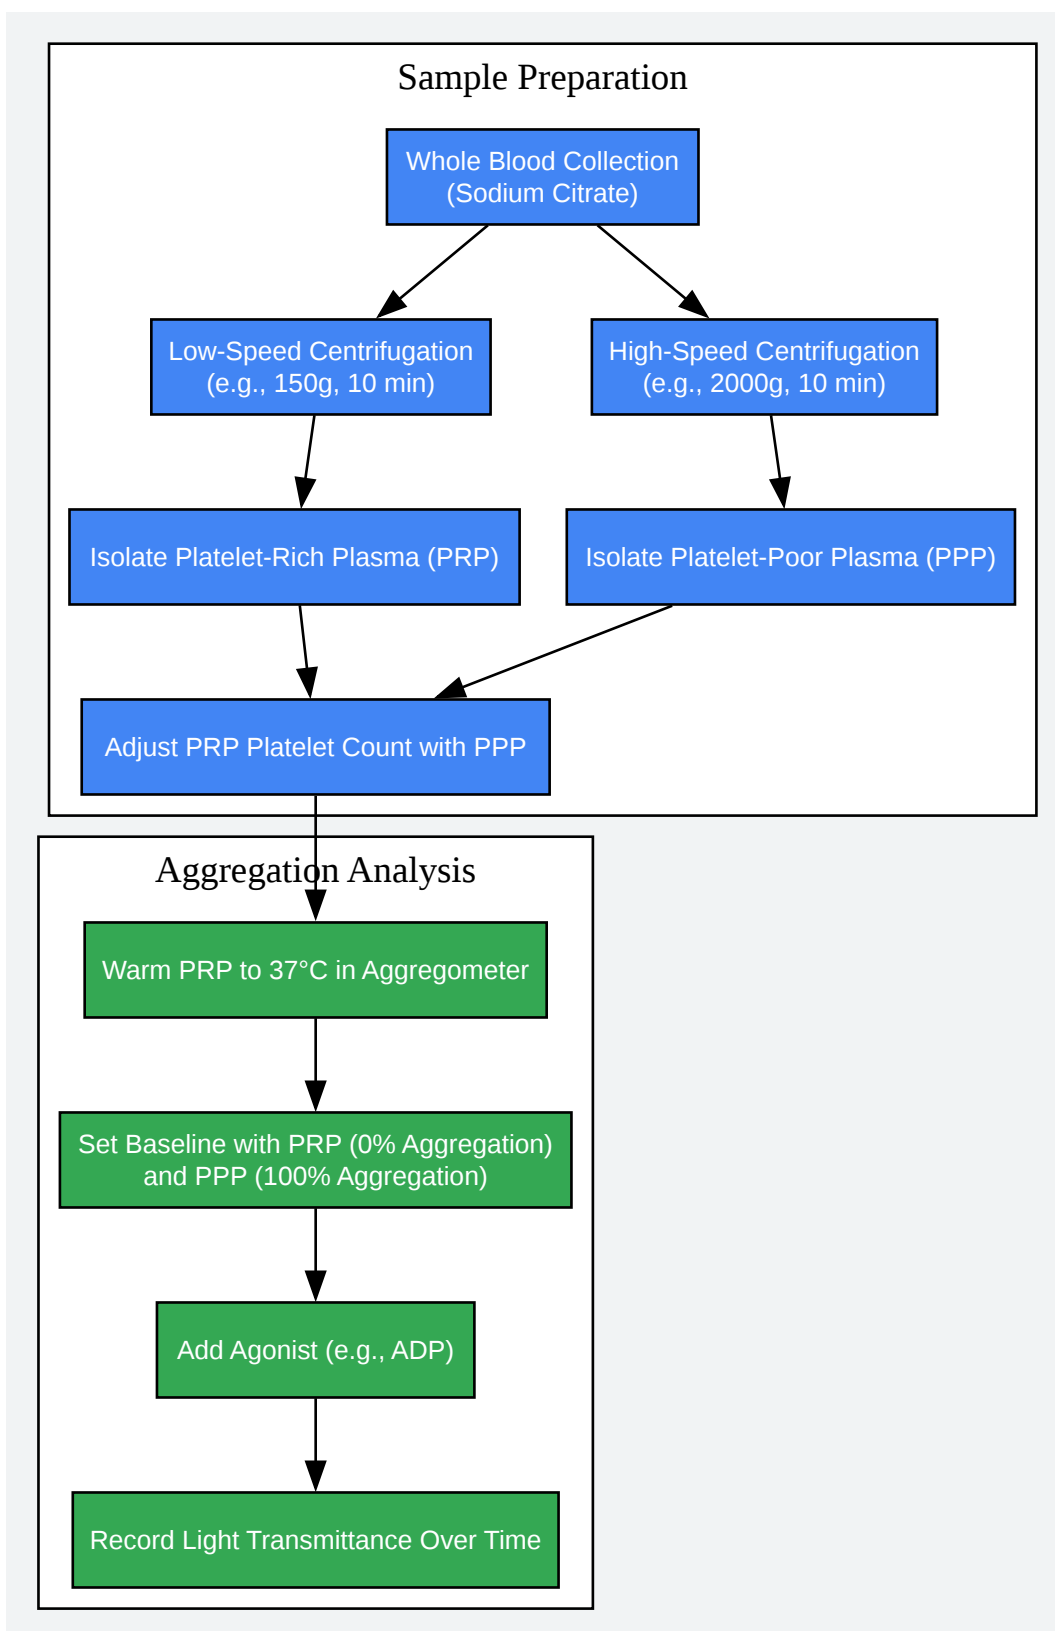 Sample Preparation
Whole Blood Collection
(Sodium Citrate)
Low-Speed Centrifugation
(e.g., 150g, 10 min)
High-Speed Centrifugation
(e.g., 2000g, 10 min)
Isolate Platelet-Rich Plasma (PRP)
Isolate Platelet-Poor Plasma (PPP)
Adjust PRP Platelet Count with PPP
Aggregation Analysis
Warm PRP to 37°C in Aggregometer
Set Baseline with PRP (0% Aggregation)
and PPP (100% Aggregation)
Add Agonist (e.g., ADP)
Record Light Transmittance Over Time